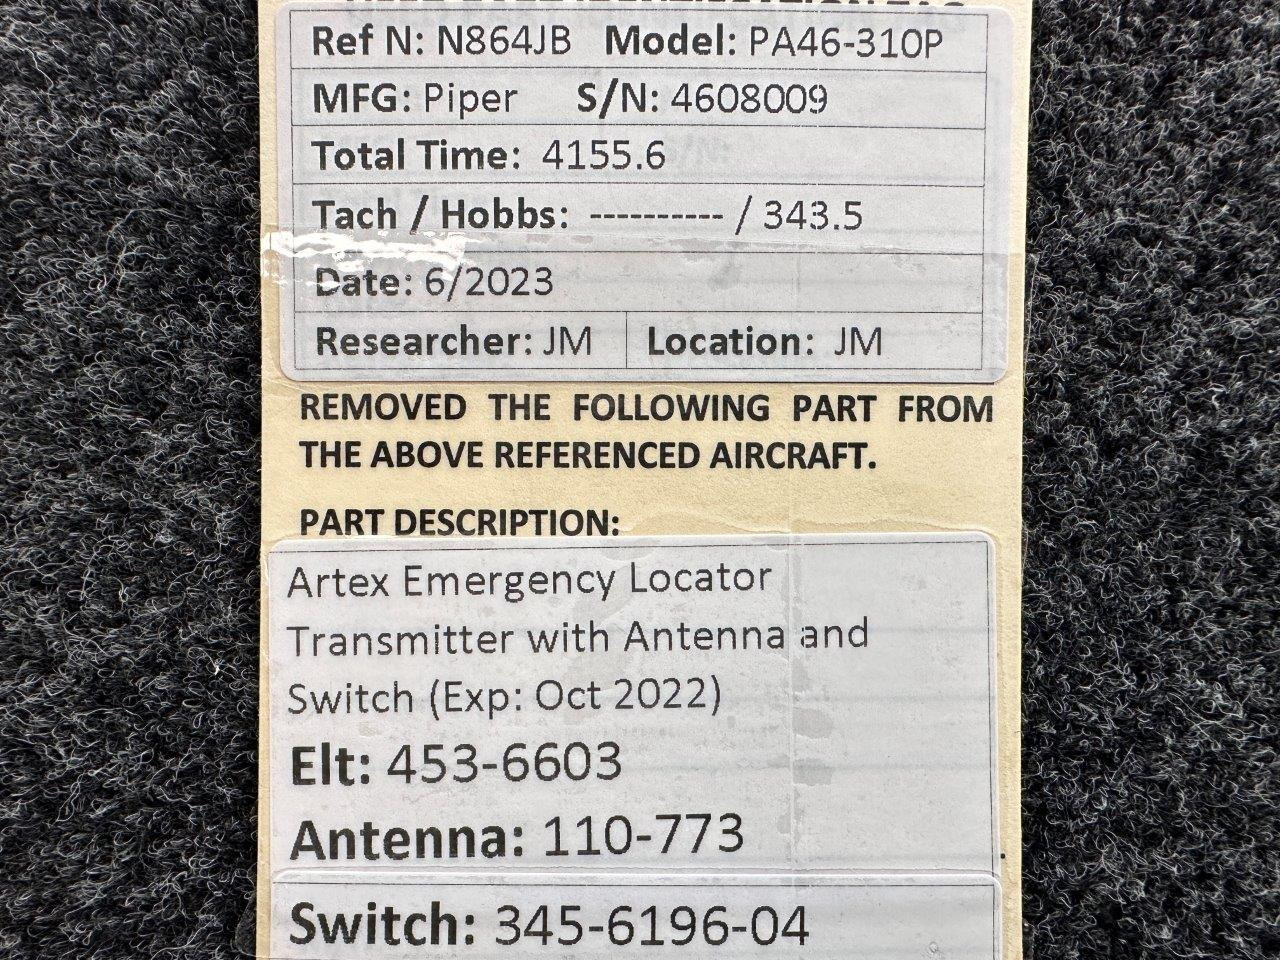 Ref N: N864JB Model: PA46-310P
MFG: Piper S/N: 4608009
Total Time: 4155.6
Tach / Hobbs: ---------- / 343.5
Date: 6/2023
Researcher: JM Location: JM
REMOVED THE FOLLOWING PART FROM
THE ABOVE REFERENCED AIRCRAFT.
PART DESCRIPTION:
Artex Emergency Locator
Transmitter with Antenna and
Switch (Exp: Oct 2022)
Elt: 453-6603
Antenna: 110-773
Switch: 345-6196-04